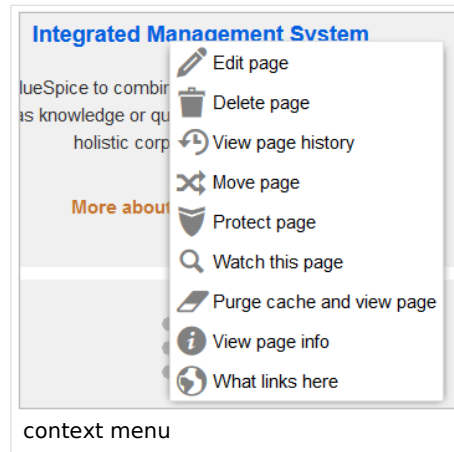 Integrated Management System
Edit page
lueSpice to combin
Delete page
as knowledge or qu
holistic corp
View page history
Move page
More about
Protect page
Watch this page
Purge cache and view page
View page info
What links here
context menu